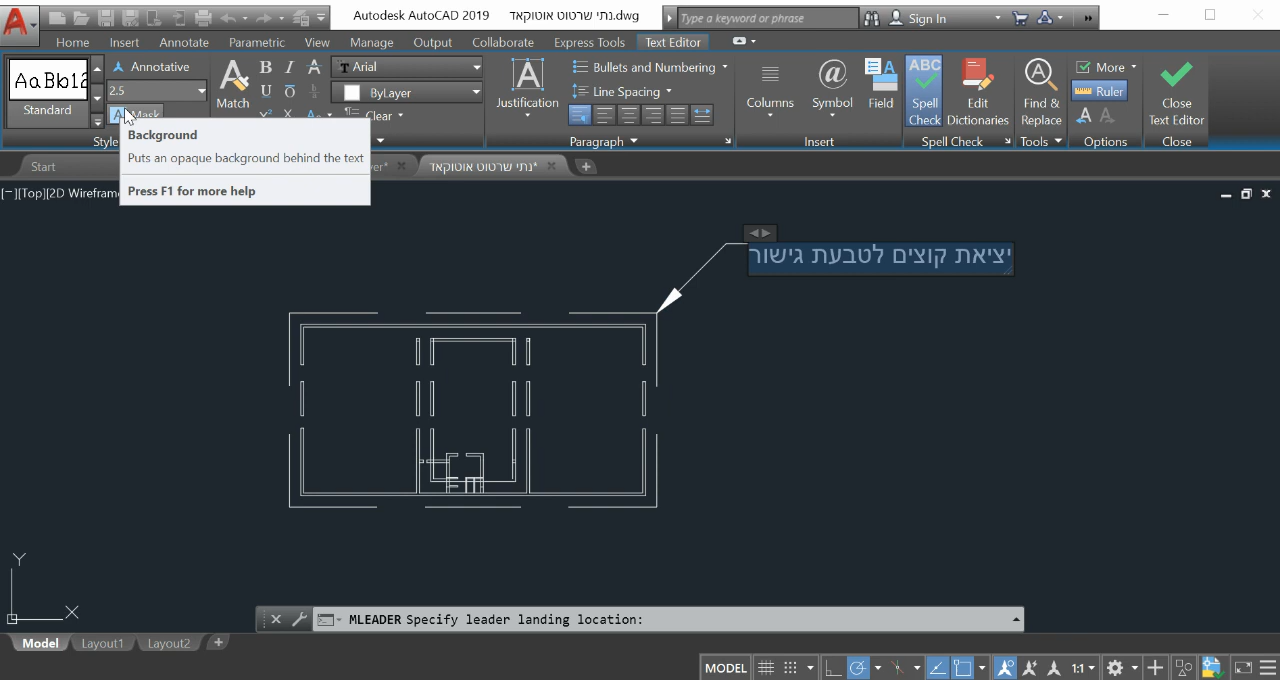 Autodesk AutoCAD 2019 נתי שרטוט אוטוקאד.dwg
Type a keyword or phrase
Sign In
Home Insert Annotate Parametric View Manage Output Collaborate Express Tools Text Editor
AaBb12
Standard
Annotative
2.5
Mask
Match
B I A
U O
Arial
ByLayer
Clear
Justification
Bullets and Numbering
Line Spacing
Paragraph
Columns
Symbol
Field
Insert
ABC
Spell
Check
Edit
Dictionaries
Spell Check
Find &
Replace
Tools
More
Ruler
Options
Close
Text Editor
Close
Background
Puts an opaque background behind the text
Press F1 for more help
Start
נתי שרטוט אוטוקאד*
[−][Top][2D Wireframe
יציאת קוצים לטבעת גישור
Y
X
MLEADER Specify leader landing location:
Model Layout1 Layout2 +
MODEL
1:1